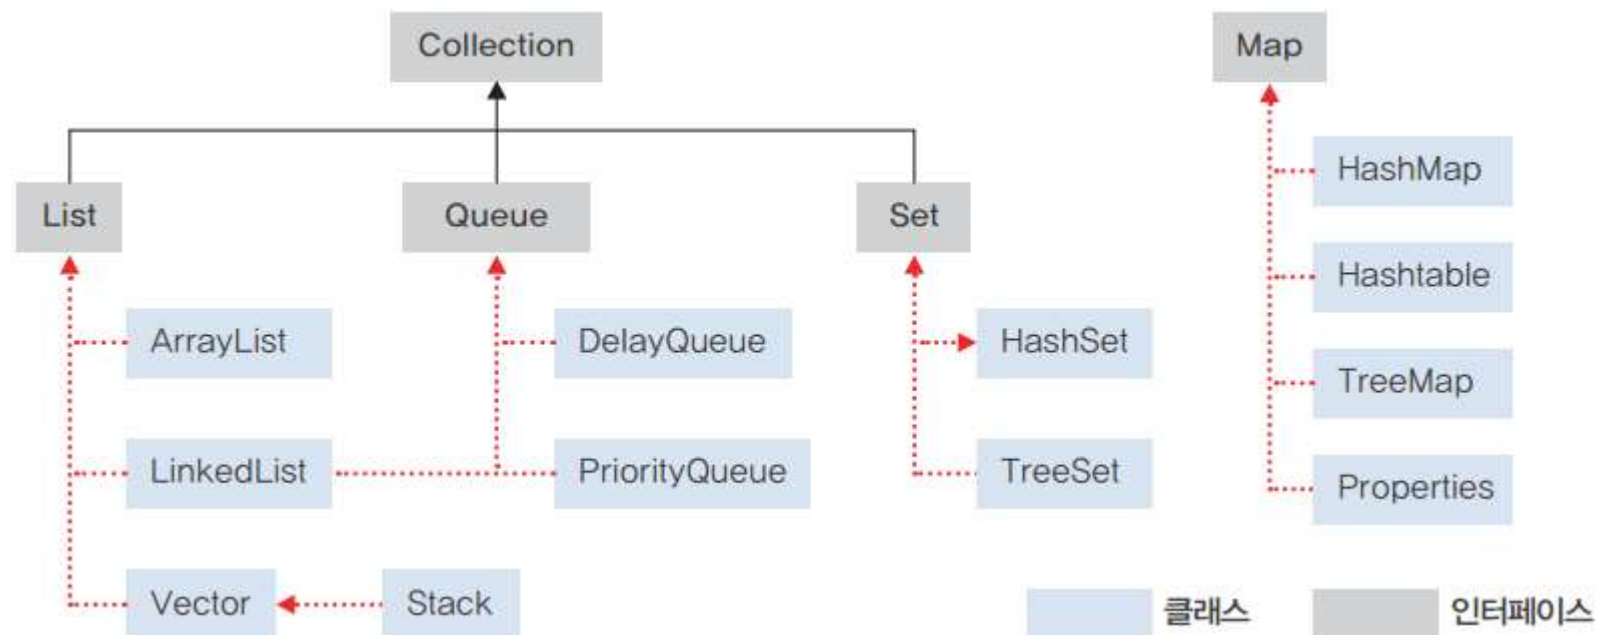 Collection
Map
List
Queue
Set
HashMap
Hashtable
TreeMap
Properties
ArrayList
DelayQueue
HashSet
LinkedList
PriorityQueue
TreeSet
Vector
Stack
클래스
인터페이스